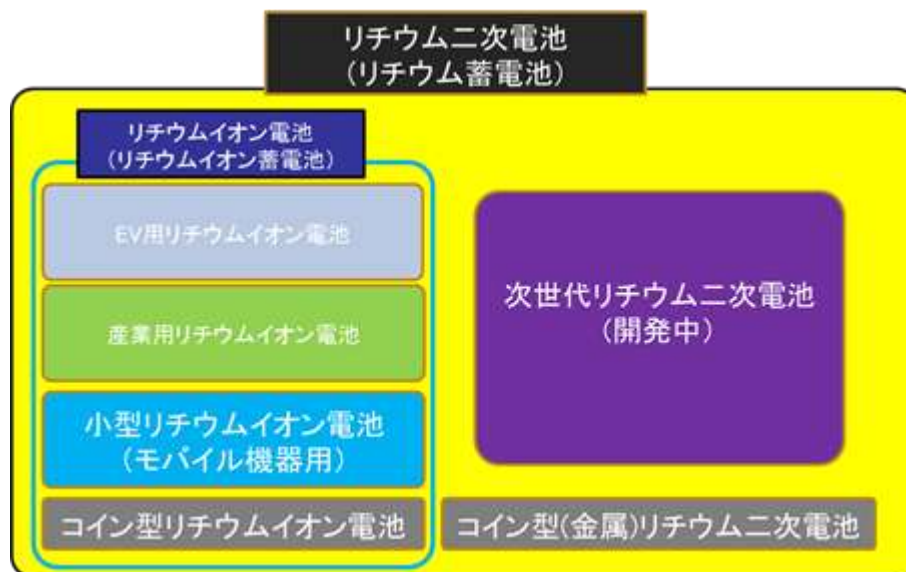 リチウム二次電池
(リチウム蓄電池)
リチウムイオン電池
(リチウムイオン蓄電池)
EV用リチウムイオン電池
産業用リチウムイオン電池
小型リチウムイオン電池
(モバイル機器用)
コイン型リチウムイオン電池
次世代リチウム二次電池
(開発中)
コイン型(金属)リチウム二次電池